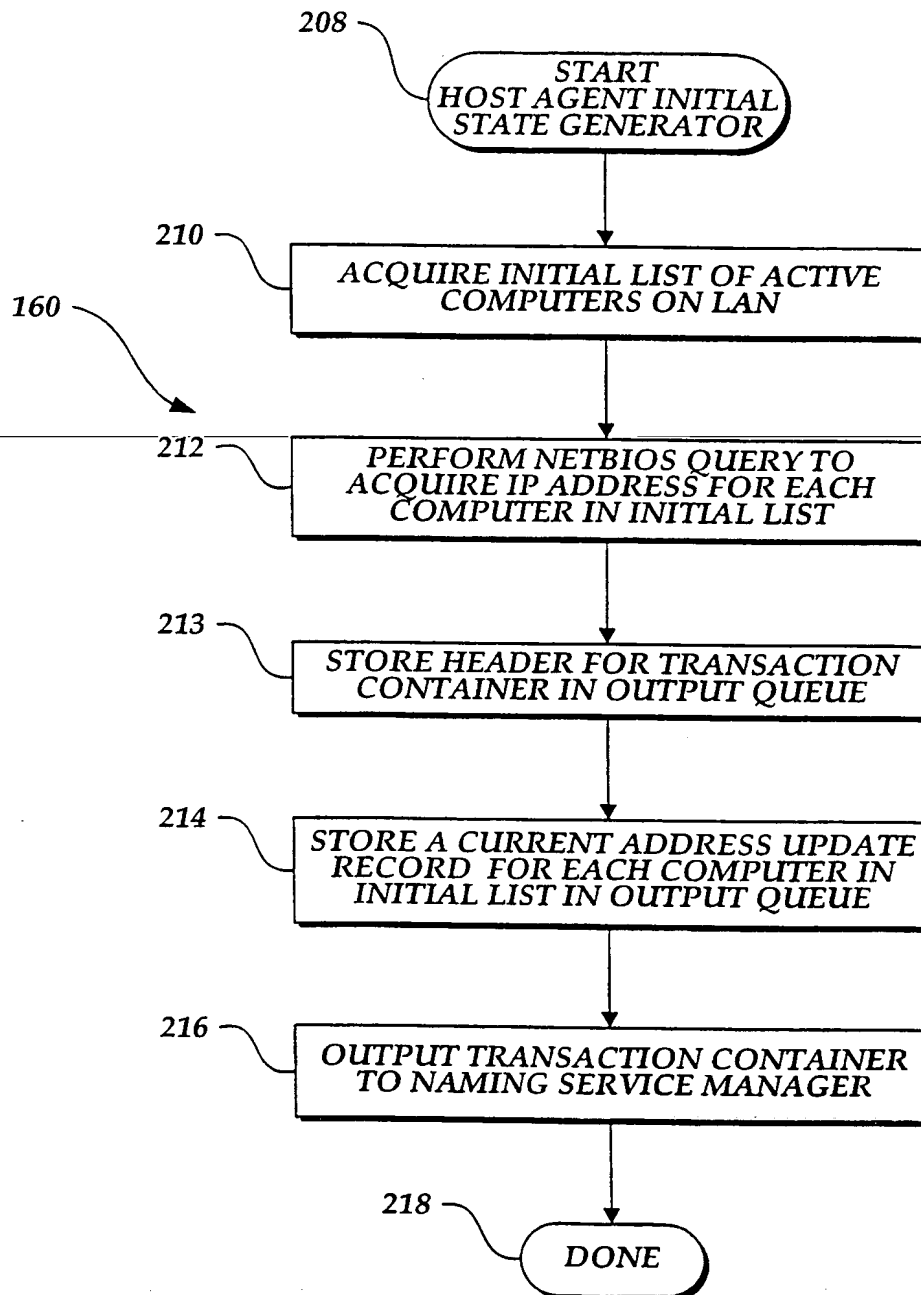 208
START
HOST AGENT INITIAL
STATE GENERATOR
210
ACQUIRE INITIAL LIST OF ACTIVE
COMPUTERS ON LAN
160
212
PERFORM NETBIOS QUERY TO
ACQUIRE IP ADDRESS FOR EACH
COMPUTER IN INITIAL LIST
213
STORE HEADER FOR TRANSACTION
CONTAINER IN OUTPUT QUEUE
214
STORE A CURRENT ADDRESS UPDATE
RECORD FOR EACH COMPUTER IN
INITIAL LIST IN OUTPUT QUEUE
216
OUTPUT TRANSACTION CONTAINER
TO NAMING SERVICE MANAGER
218
DONE